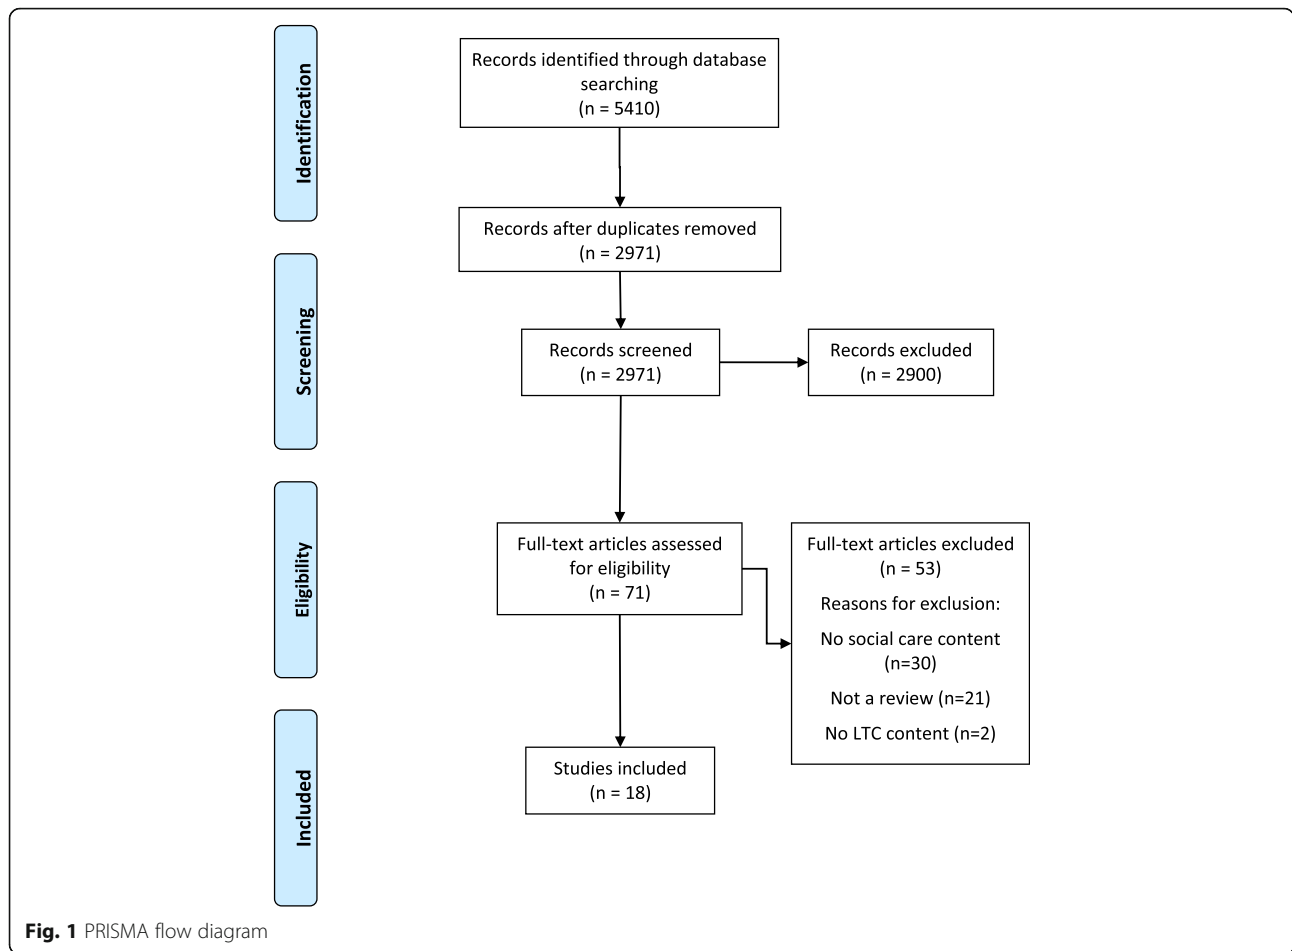 Identification
Records identified through database
searching
(n = 5410)
Records after duplicates removed
(n = 2971)
Screening
Records screened
(n = 2971)
Records excluded
(n = 2900)
Eligibility
Full-text articles assessed
for eligibility
(n = 71)
Full-text articles excluded
(n = 53)
Reasons for exclusion:
No social care content
(n=30)
Not a review (n=21)
No LTC content (n=2)
Included
Studies included
(n = 18)
Fig. 1 PRISMA flow diagram